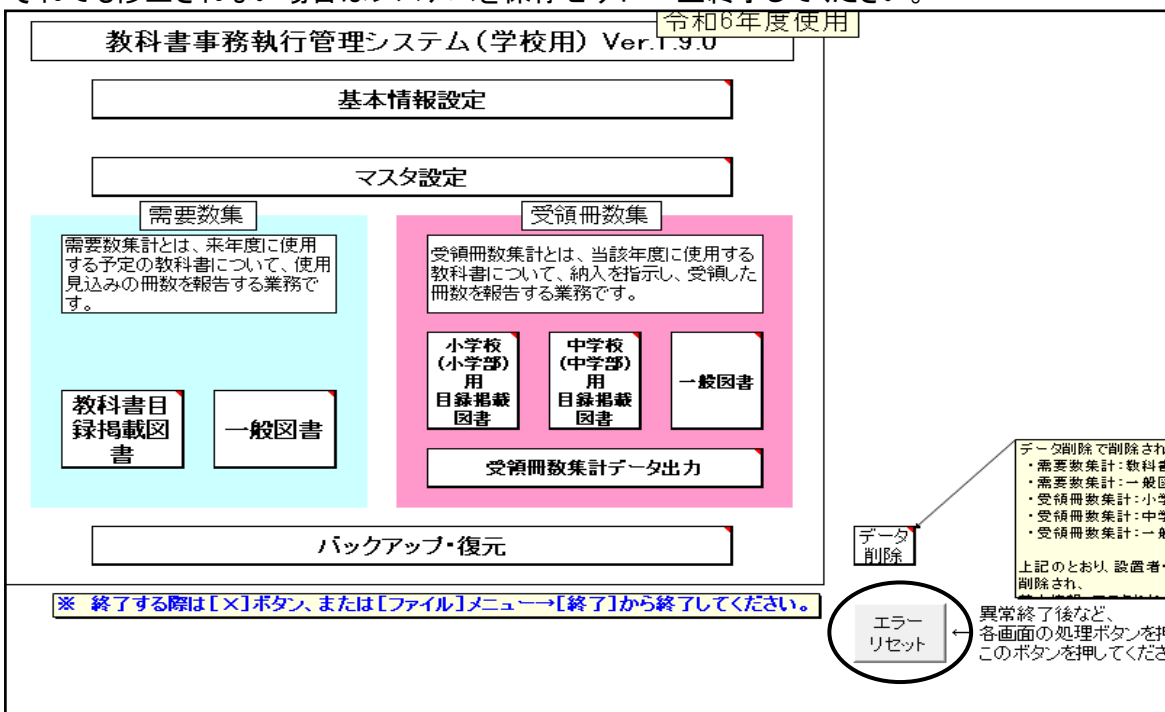 令和6年度使用
教科書事務執行管理システム(学校用) Ver.1.9.0
基本情報設定
マスタ設定
需要数集
需要数集計とは、来年度に使用
する予定の教科書について、使用
見込みの冊数を報告する業務で
す。
教科書目
録掲載図
書
一般図書
受領冊数集
受領冊数集計とは、当該年度に使用する
教科書について、納入を指示し、受領した
冊数を報告する業務です。
小学校
(小学部)
用
目録掲載
図書
中学校
(中学部)
用
目録掲載
図書
一般図書
受領冊数集計データ出力
バックアップ・復元
※ 終了する際は[×]ボタン、または[ファイル]メニュー→[終了]から終了してください。
データ
削除
データ削除で削除され
・需要数集計:教科書
・需要数集計:一般図
・受領冊数集計:小学
・受領冊数集計:中学
・受領冊数集計:一般
上記のとおり、設置者・
削除され、
エラー
リセット
← 異常終了後など、
各画面の処理ボタンを押
このボタンを押してくださ